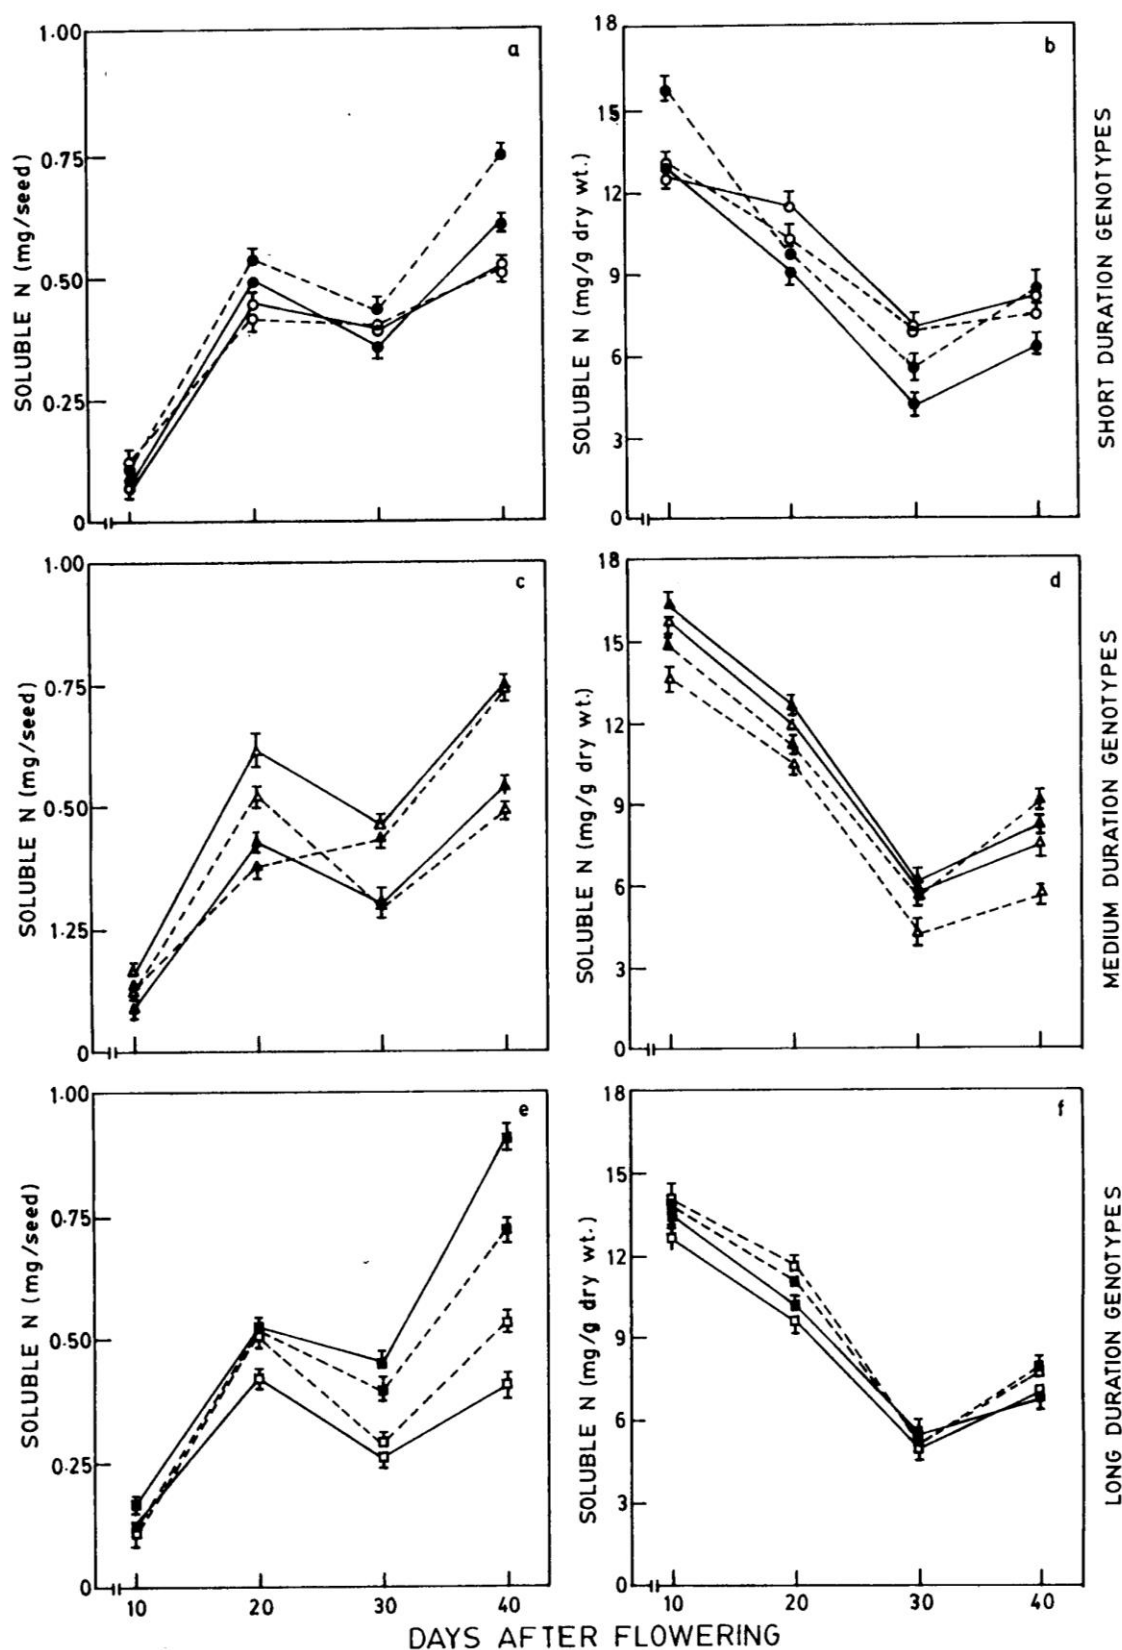 a
1·00
0·75
0·50
0·25
0
SOLUBLE N (mg/seed)
b
18
15
12
9
6
3
0
SOLUBLE N (mg/g dry wt.)
SHORT DURATION GENOTYPES
c
1·00
0·75
0·50
1·25
0
SOLUBLE N (mg/seed)
d
18
15
12
9
6
3
0
SOLUBLE N (mg/g dry wt.)
MEDIUM DURATION GENOTYPES
e
1·00
0·75
0·50
0·25
0
SOLUBLE N (mg/seed)
10 20 30 40
f
18
15
12
9
6
3
0
SOLUBLE N (mg/g dry wt.)
10 20 30 40
LONG DURATION GENOTYPES
DAYS AFTER FLOWERING